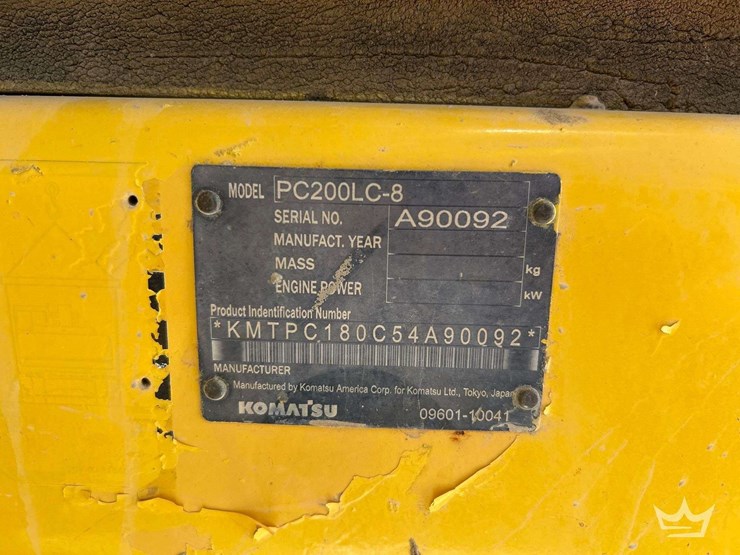 MODEL PC200LC-8
SERIAL NO. A90092
MANUFACT. YEAR
MASS kg
ENGINE POWER kW
Product Indentification Number
*KMTPC180C54A90092*
MANUFACTURER
Manufactured by Komatsu America Corp. for Komatsu Ltd., Tokyo, Japan
KOMATSU 09601-10041